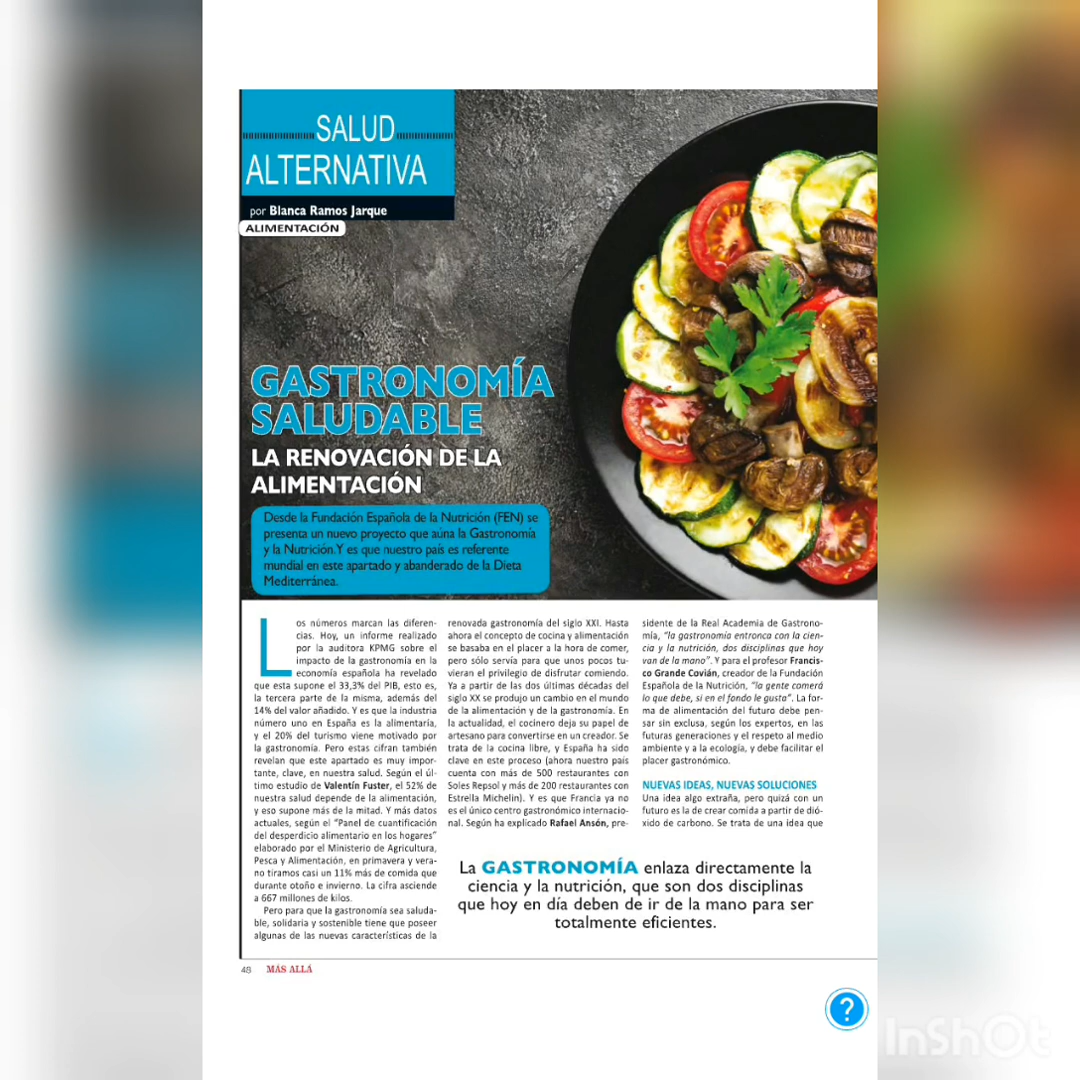 SALUD
ALTERNATIVA
por Blanca Ramos Jarque
ALIMENTACIÓN
GASTRONOMÍA
SALUDABLE
LA RENOVACIÓN DE LA
ALIMENTACIÓN
Desde la Fundación Española de la Nutrición (FEN) se
presenta un nuevo proyecto que aúna la Gastronomía
y la Nutrición. Y es que nuestro país es referente
mundial en este apartado y abanderado de la Dieta
Mediterránea.
Los números marcan las diferen-
cias. Hoy, un informe realizado
por la auditora KPMG sobre el
impacto de la gastronomía en la
economía española ha revelado
que esta supone el 33,3% del PIB, esto es,
la tercera parte de la misma, además del
14% del valor añadido. Y es que la industria
número uno en España es la alimentaría,
y el 20% del turismo viene motivado por
la gastronomía. Pero estas cifran también
revelan que este apartado es muy impor-
tante, clave, en nuestra salud. Según el úl-
timo estudio de Valentín Fuster, el 52% de
nuestra salud depende de la alimentación,
y eso supone más de la mitad. Y más datos
actuales, según el "Panel de cuantificación
del desperdicio alimentario en los hogares"
elaborado por el Ministerio de Agricultura,
Pesca y Alimentación, en primavera y vera-
no tiramos casi un 11% más de comida que
durante otoño e invierno. La cifra asciende
a 667 millones de kilos.
Pero para que la gastronomía sea saluda-
ble, solidaria y sostenible tiene que poseer
algunas de las nuevas características de la
renovada gastronomía del siglo XXI. Hasta
ahora el concepto de cocina y alimentación
se basaba en el placer a la hora de comer,
pero sólo servía para que unos pocos tu-
vieran el privilegio de disfrutar comiendo.
Ya a partir de las dos últimas décadas del
siglo XX se produjo un cambio en el mundo
de la alimentación y de la gastronomía. En
la actualidad, el cocinero deja su papel de
artesano para convertirse en un creador. Se
trata de la cocina libre, y España ha sido
clave en este proceso (ahora nuestro país
cuenta con más de 500 restaurantes con
Soles Repsol y más de 200 restaurantes con
Estrella Michelin). Y es que Francia ya no
es el único centro gastronómico internacio-
nal. Según ha explicado Rafael Ansón, pre-
sidente de la Real Academia de Gastrono-
mía, "la gastronomía entronca con la cien-
cia y la nutrición, dos disciplinas que hoy
van de la mano". Y para el profesor Francis-
co Grande Covián, creador de la Fundación
Española de la Nutrición, "la gente comerá
lo que debe, si en el fondo le gusta". La for-
ma de alimentación del futuro debe pen-
sar sin exclusa, según los expertos, en las
futuras generaciones y el respeto al medio
ambiente y a la ecología, y debe facilitar el
placer gastronómico.
NUEVAS IDEAS, NUEVAS SOLUCIONES
Una idea algo extraña, pero quizá con un
futuro es la de crear comida a partir de dió-
xido de carbono. Se trata de una idea que
La GASTRONOMÍA enlaza directamente la
ciencia y la nutrición, que son dos disciplinas
que hoy en día deben de ir de la mano para ser
totalmente eficientes.
48 MÁS ALLÁ
?
InShOt